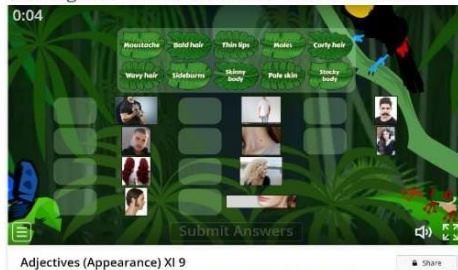 0:04
Moustache Bald hair Thin lips Moles Curly hair
Wavy hair Sideburns Skinny body Pale skin Stocky body
Submit Answers
Adjectives (Appearance) XI 9
Share